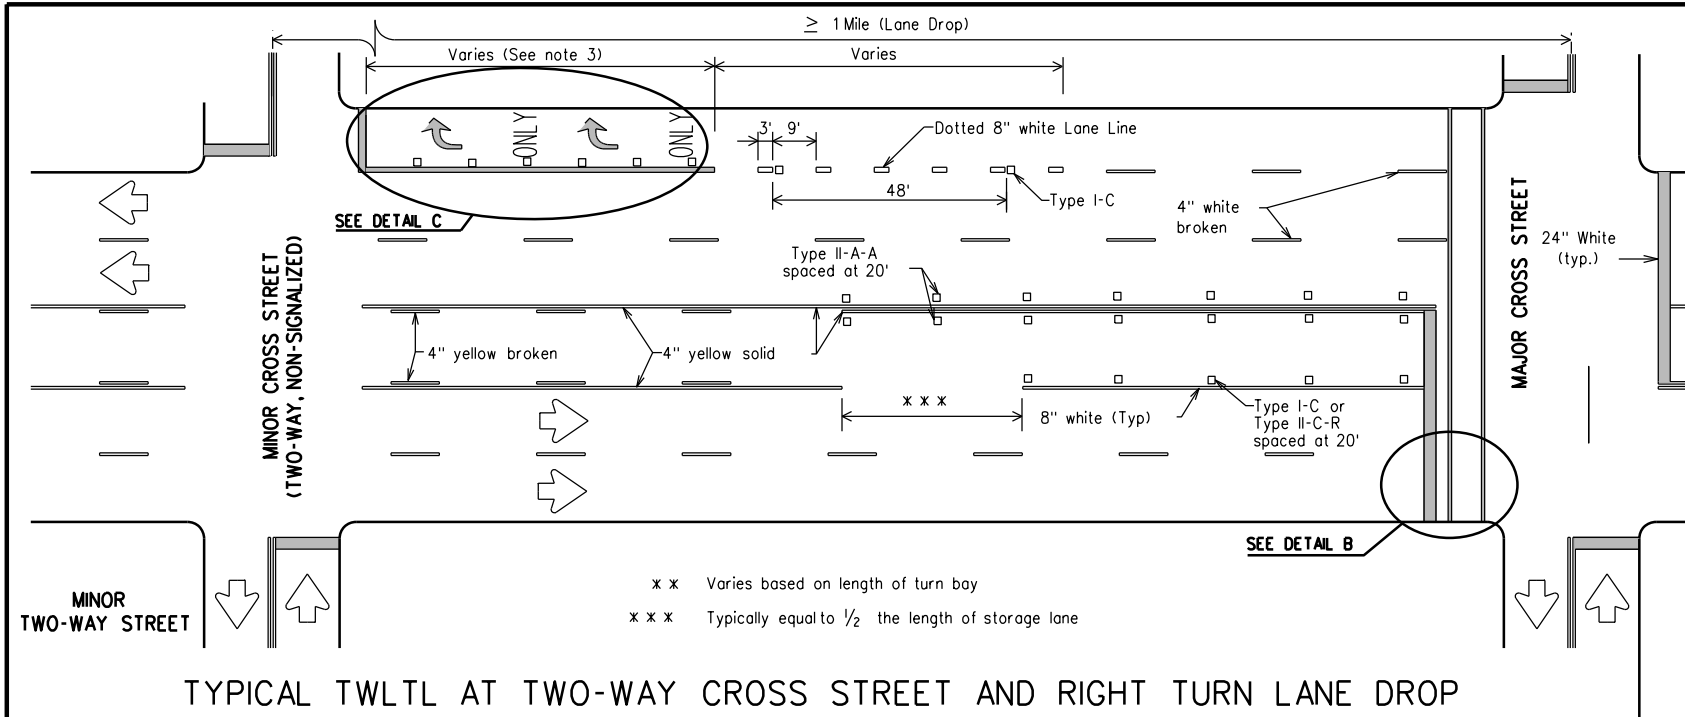 ≥ 1 Mile (Lane Drop)
Varies (See note 3)
Varies
ONLY
ONLY
3'
9'
Dotted 8" white Lane Line
48'
Type I-C
SEE DETAIL C
4" white
broken
24" White
(typ.)
Type II-A-A
spaced at 20'
MINOR CROSS STREET
(TWO-WAY, NON-SIGNALIZED)
MAJOR CROSS STREET
4" yellow broken
4" yellow solid
***
8" white (Typ)
Type I-C or
Type II-C-R
spaced at 20'
SEE DETAIL B
MINOR
TWO-WAY STREET
** Varies based on length of turn bay
*** Typically equal to 1/2 the length of storage lane
TYPICAL TWLTL AT TWO-WAY CROSS STREET AND RIGHT TURN LANE DROP